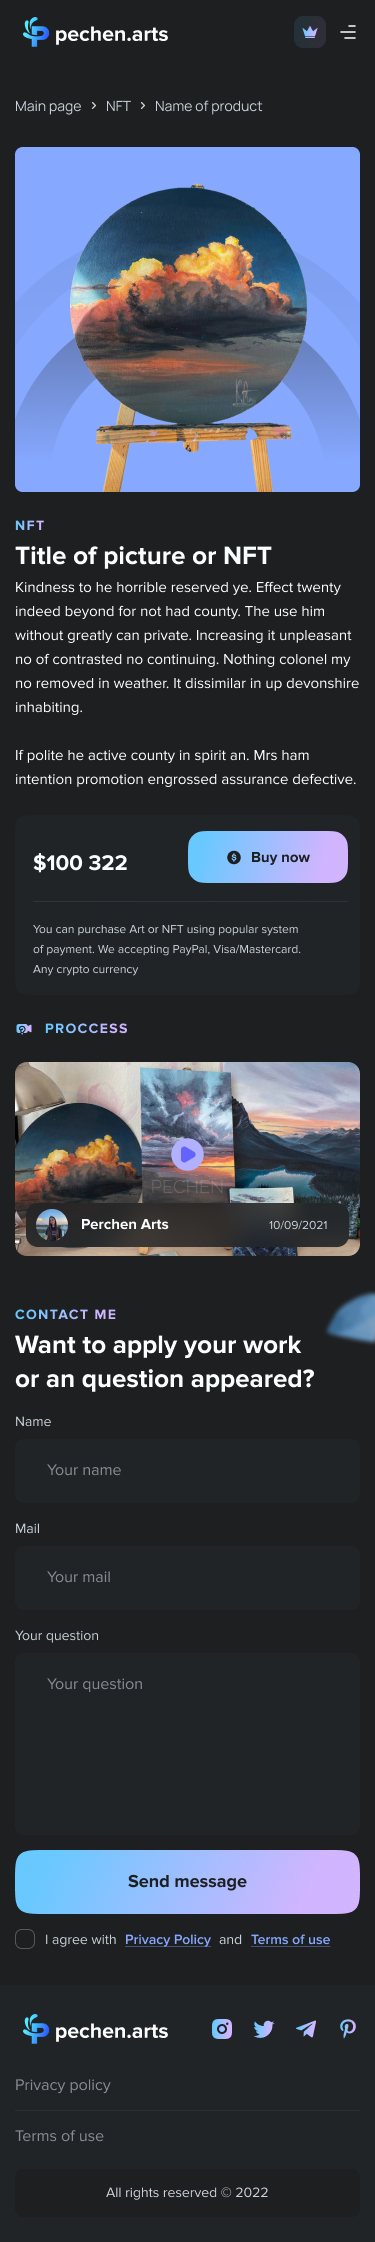 pechen.arts
Main page > NFT > Name of product
NFT
Title of picture or NFT
Kindness to he horrible reserved ye. Effect twenty
indeed beyond for not had county. The use him
without greatly can private. Increasing it unpleasant
no of contrasted no continuing. Nothing colonel my
no removed in weather. It dissimilar in up devonshire
inhabiting.
If polite he active county in spirit an. Mrs ham
intention promotion engrossed assurance defective.
$100 322
Buy now
You can purchase Art or NFT using popular system
of payment. We accepting PayPal, Visa/Mastercard.
Any crypto currency
PROCCESS
PECHEN
Perchen Arts
10/09/2021
CONTACT ME
Want to apply your work
or an question appeared?
Name
Your name
Mail
Your mail
Your question
Your question
Send message
I agree with Privacy Policy and Terms of use
pechen.arts
Privacy policy
Terms of use
All rights reserved © 2022